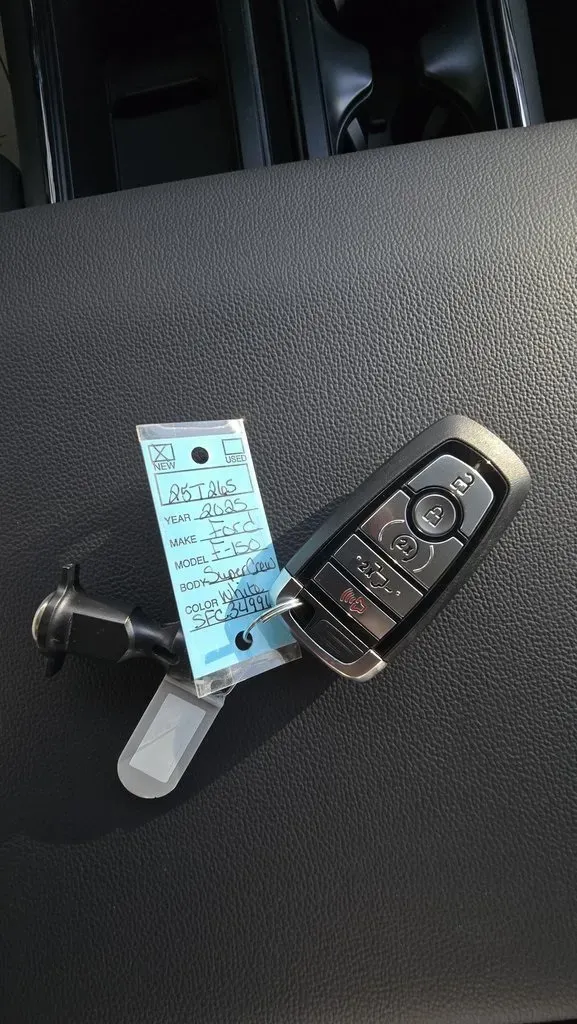 NEW USED
25T265
YEAR 2025
MAKE Ford
MODEL F-150
BODY SuperCrew
COLOR White
SFC34991